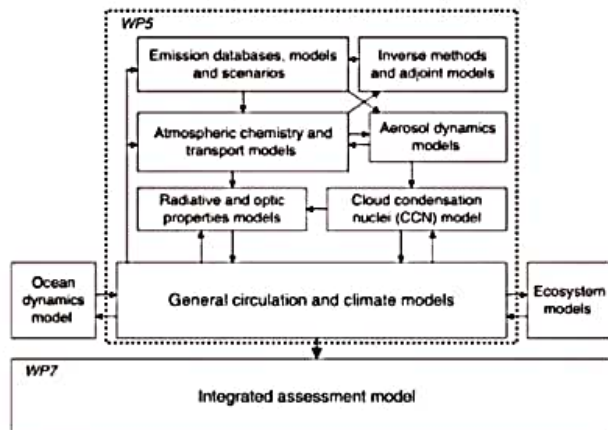 WP5
Emission databases, models
and scenarios
Inverse methods
and adjoint models
Atmospheric chemistry and
transport models
Aerosol dynamics
models
Radiative and optic
properties models
Cloud condensation
nuclei (CCN) model
Ocean
dynamics
model
General circulation and climate models
Ecosystem
models
WP7
Integrated assessment model